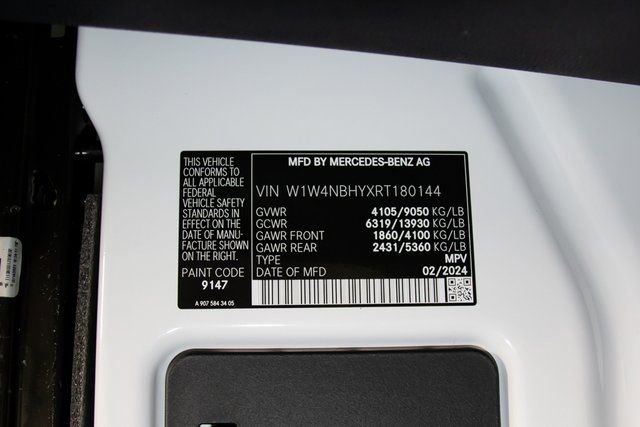 THIS VEHICLE
CONFORMS TO
ALL APPLICABLE
FEDERAL
VEHICLE SAFETY
STANDARDS IN
EFFECT ON THE
DATE OF MANU-
FACTURE SHOWN
ON THE RIGHT.
PAINT CODE
9147
A 907 584 34 05
MFD BY MERCEDES-BENZ AG
VIN W1W4NBHYXRT180144
GVWR 4105/9050 KG/LB
GCWR 6319/13930 KG/LB
GAWR FRONT 1860/4100 KG/LB
GAWR REAR 2431/5360 KG/LB
TYPE MPV
DATE OF MFD 02/2024